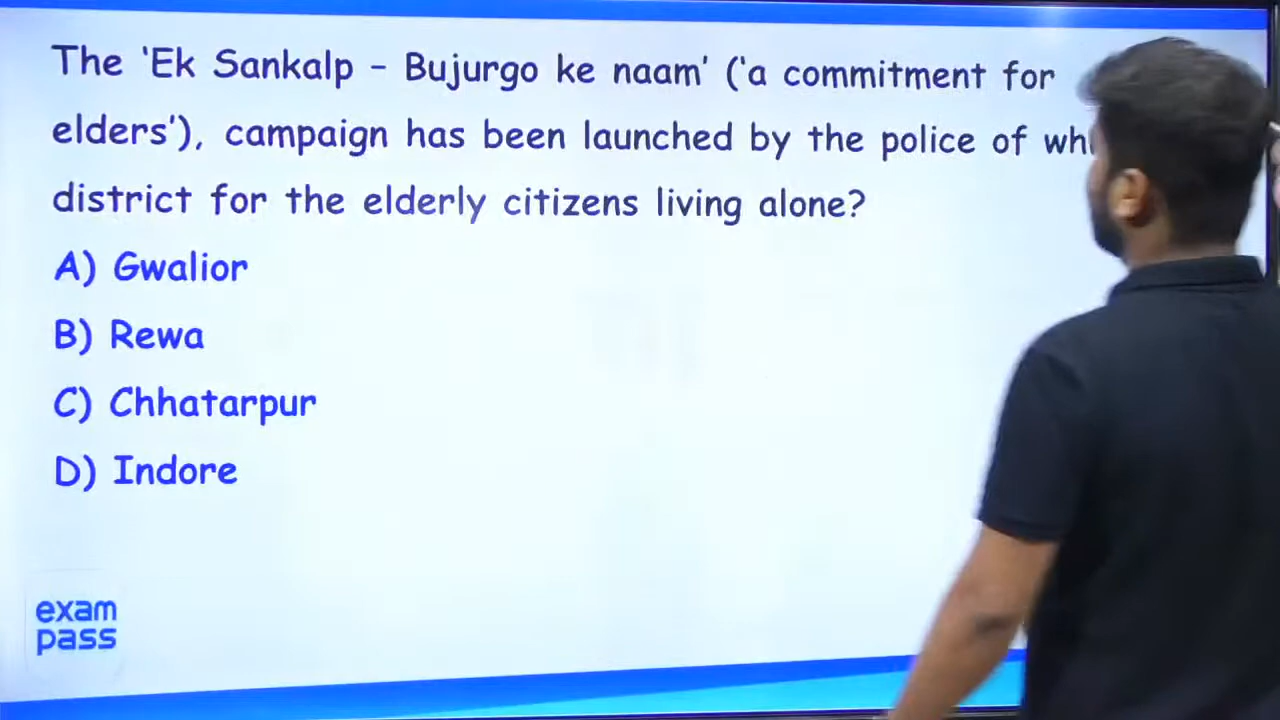 The 'Ek Sankalp - Bujurgo ke naam' ('a commitment for
elders'), campaign has been launched by the police of
district for the elderly citizens living alone?
A) Gwalior
B) Rewa
C) Chhatarpur
D) Indore
exam
pass